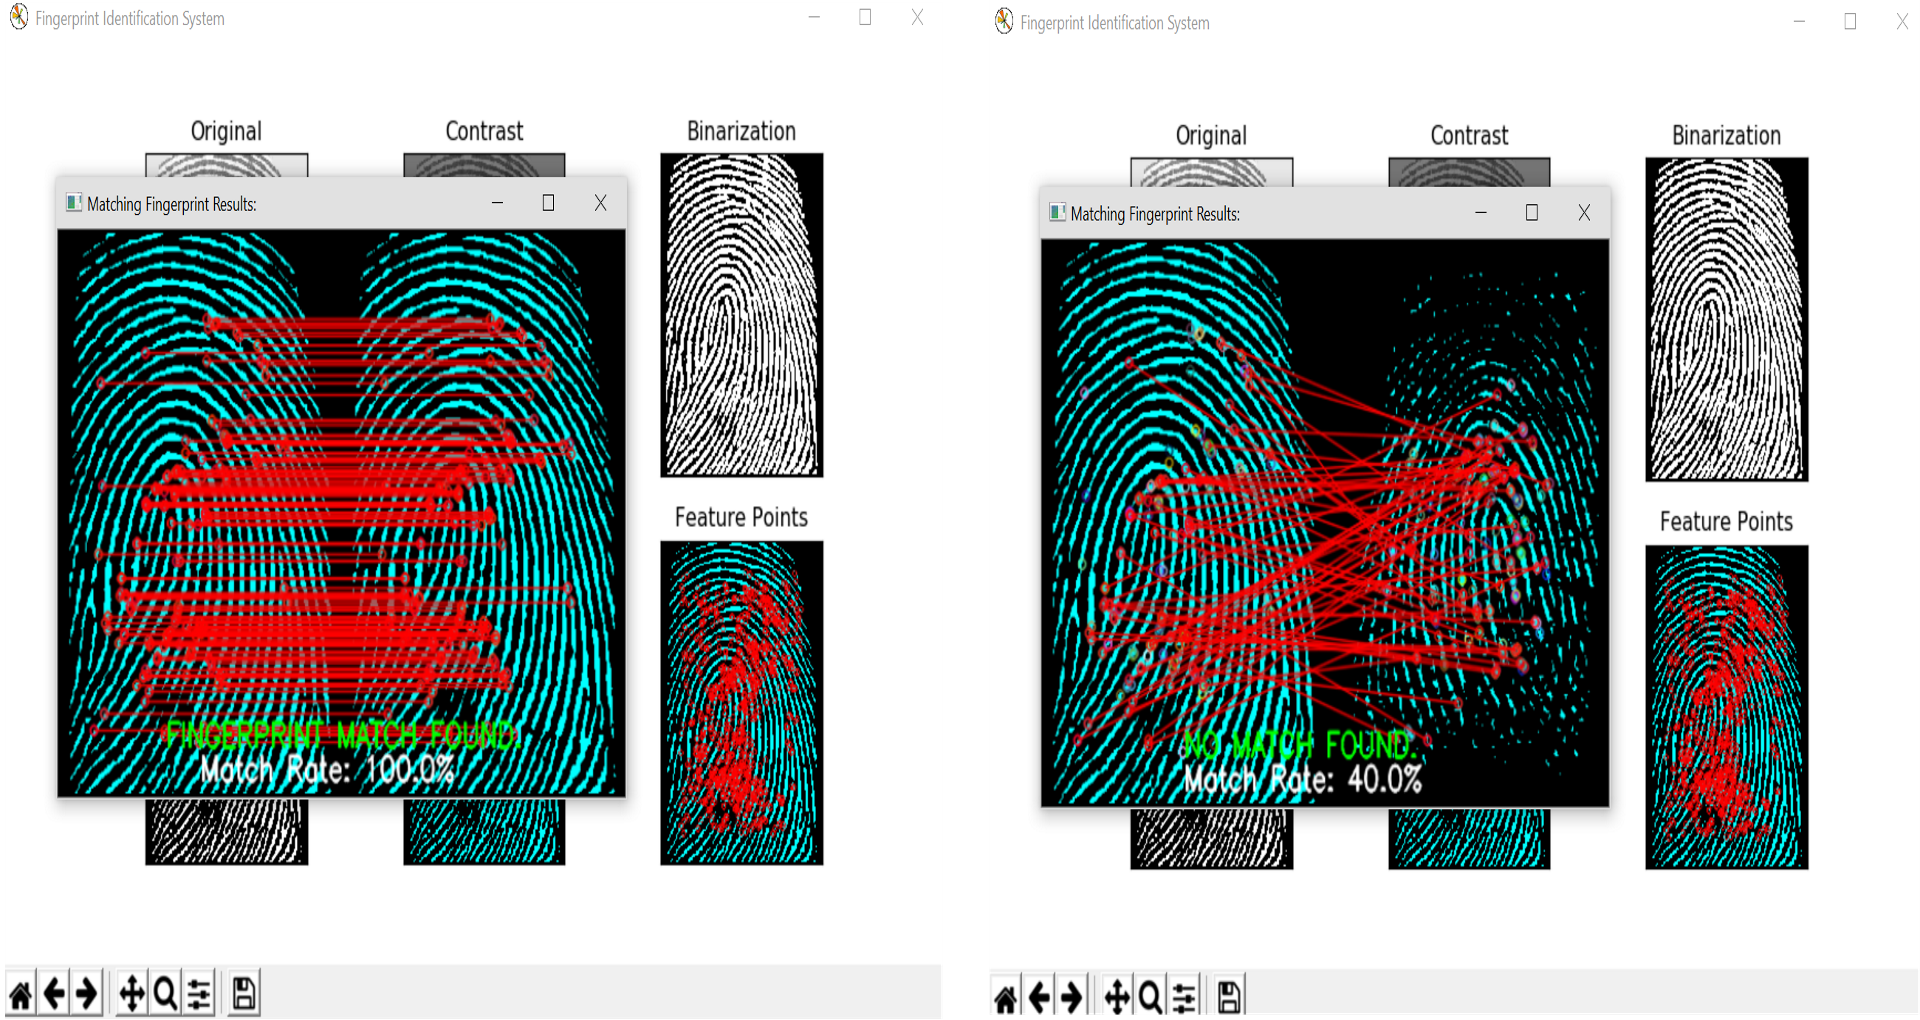 Fingerprint Identification System
Original
Contrast
Binarization
Matching Fingerprint Results:
Feature Points
FINGERPRINT MATCH FOUND.
Match Rate: 100.0%
Fingerprint Identification System
Original
Contrast
Binarization
Matching Fingerprint Results:
Feature Points
NO MATCH FOUND.
Match Rate: 40.0%